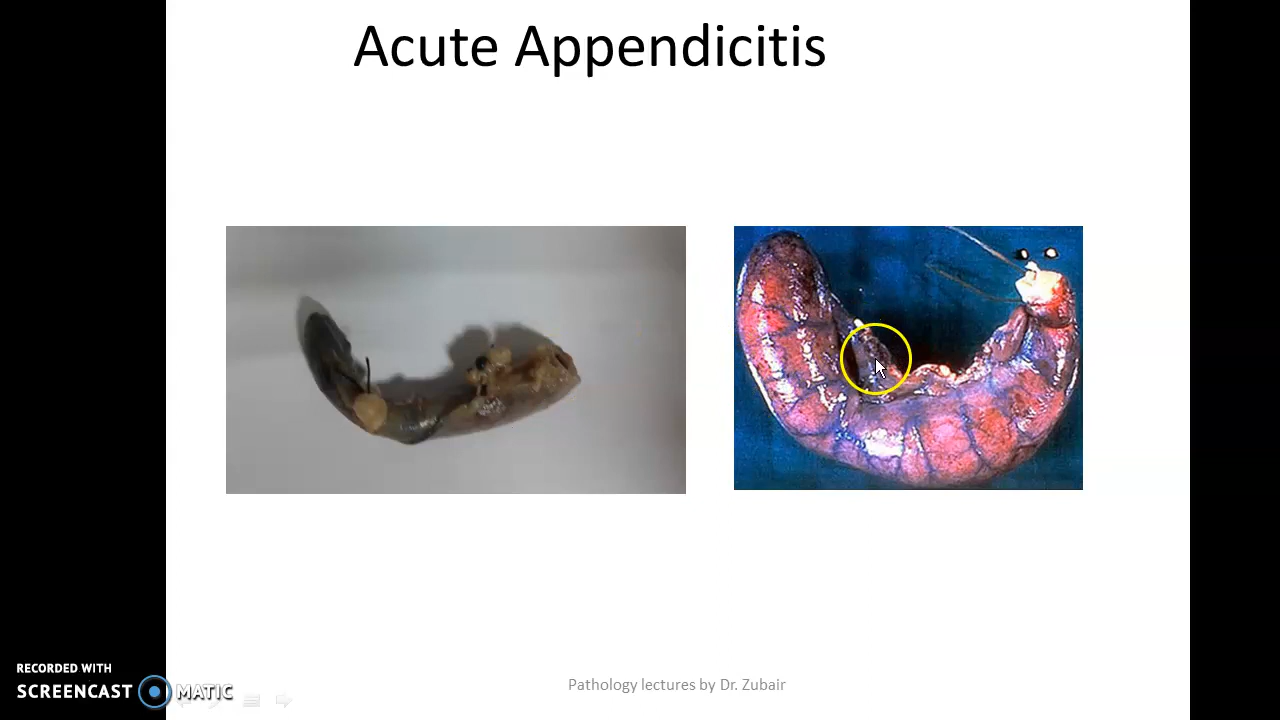 Acute Appendicitis
Pathology lectures by Dr. Zubair
RECORDED WITH
SCREENCAST MATIC